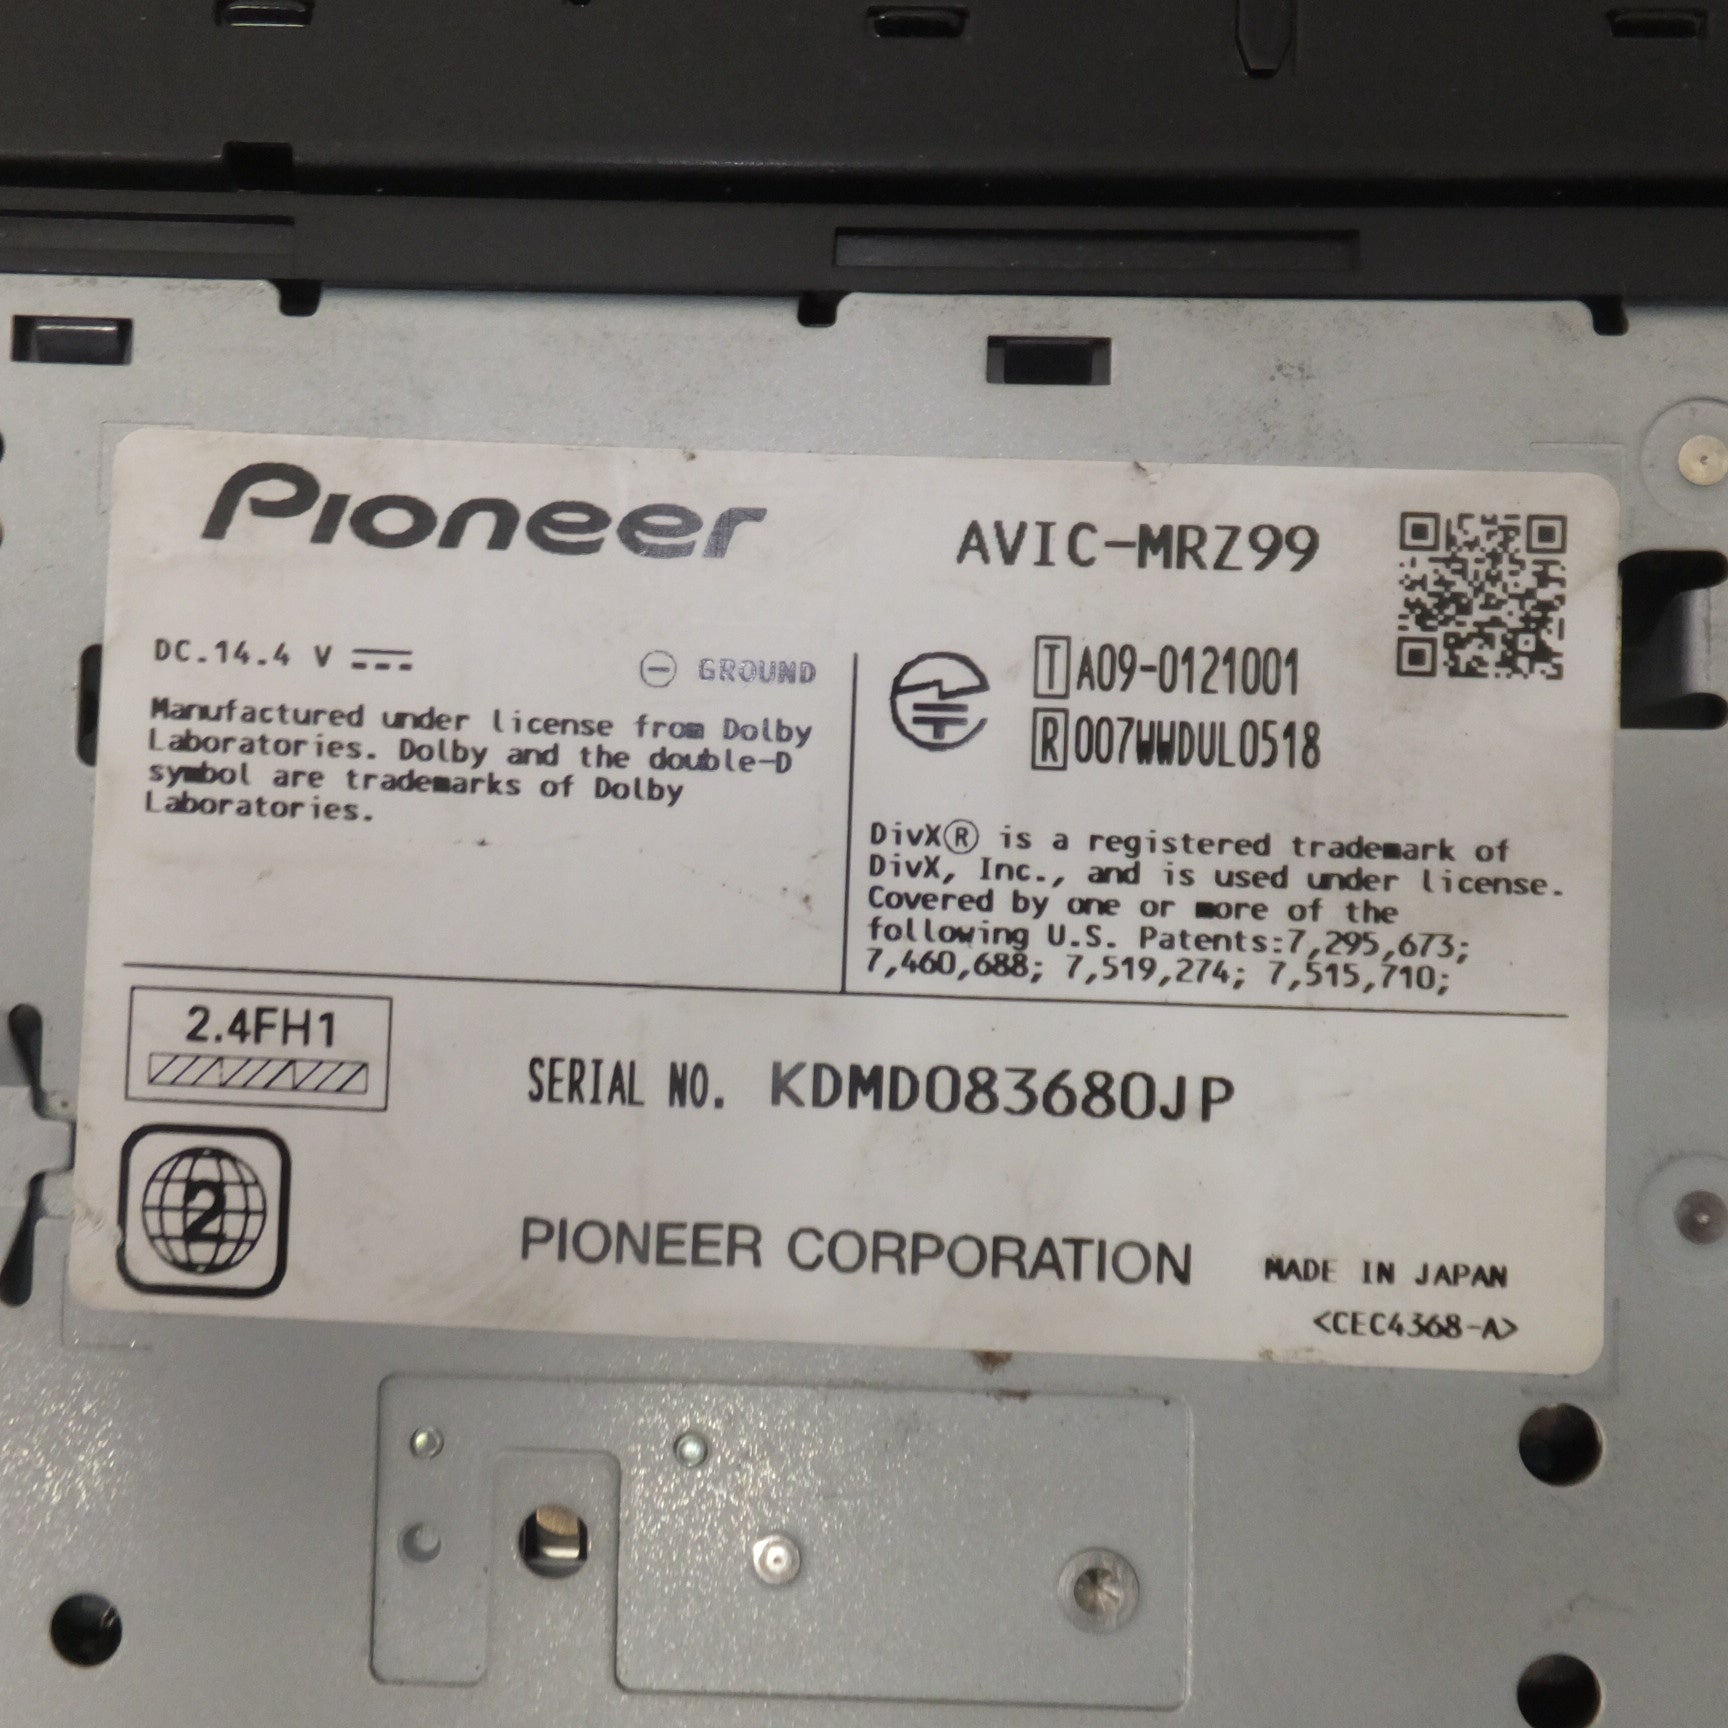 Pioneer
AVIC-MRZ99
DC.14.4 V
⊖ GROUND
Manufactured under license from Dolby
Laboratories. Dolby and the double-D
symbol are trademarks of Dolby
Laboratories.
T A09-0121001
R 007WWDUL0518
DivX® is a registered trademark of
DivX, Inc., and is used under license.
Covered by one or more of the
following U.S. Patents:7,295,673;
7,460,688; 7,519,274; 7,515,710;
2.4FH1
SERIAL NO. KDMD083680JP
2
PIONEER CORPORATION
MADE IN JAPAN
<CEC4368-A>